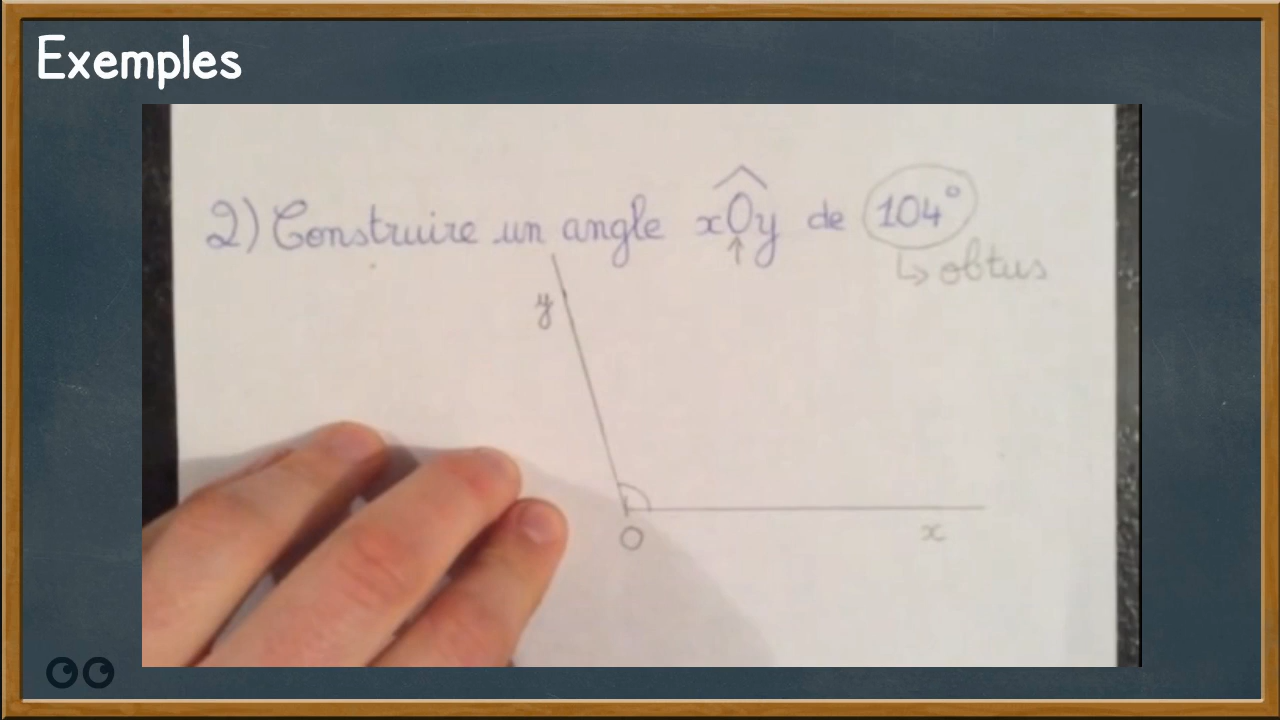 Exemples
2) Construire un angle xOy de 104°
↑
↳ obtus
y
O
x